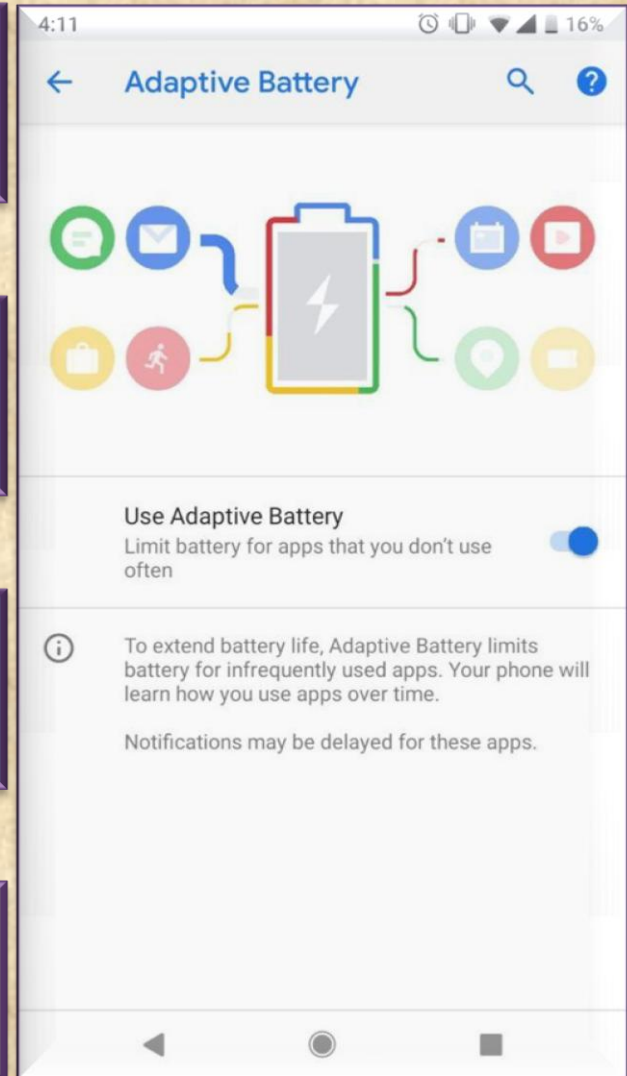 4:11 16%
Adaptive Battery ?
Use Adaptive Battery
Limit battery for apps that you don't use
often
To extend battery life, Adaptive Battery limits
battery for infrequently used apps. Your phone will
learn how you use apps over time.
Notifications may be delayed for these apps.